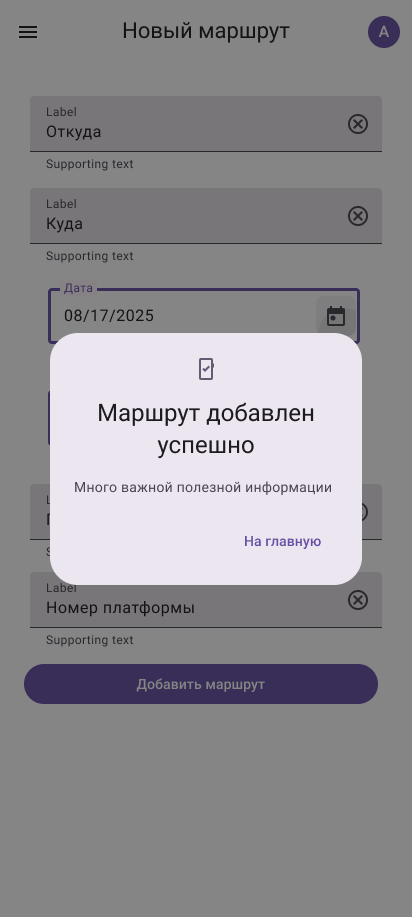 Новый маршрут
A
Label
Откуда
Supporting text
Label
Куда
Supporting text
Дата
08/17/2025
Маршрут добавлен
успешно
Много важной полезной информации
На главную
Label
Номер платформы
Supporting text
Добавить маршрут